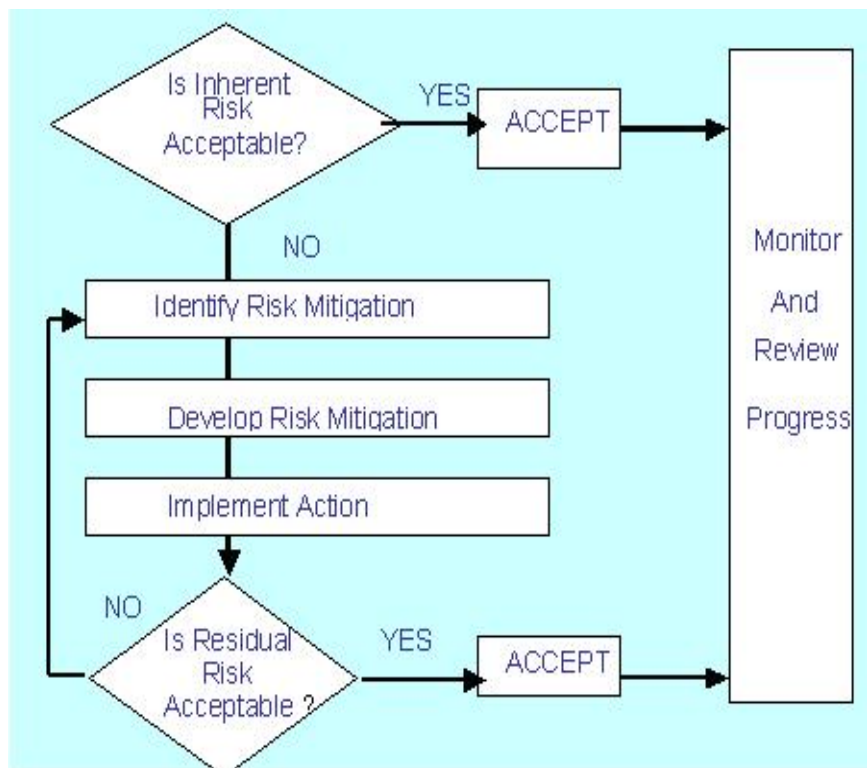 Is Inherent
Risk
Acceptable?
YES
ACCEPT
NO
Identify Risk Mitigation
Develop Risk Mitigation
Implement Action
NO
Is Residual
Risk
Acceptable ?
YES
ACCEPT
Monitor
And
Review
Progress